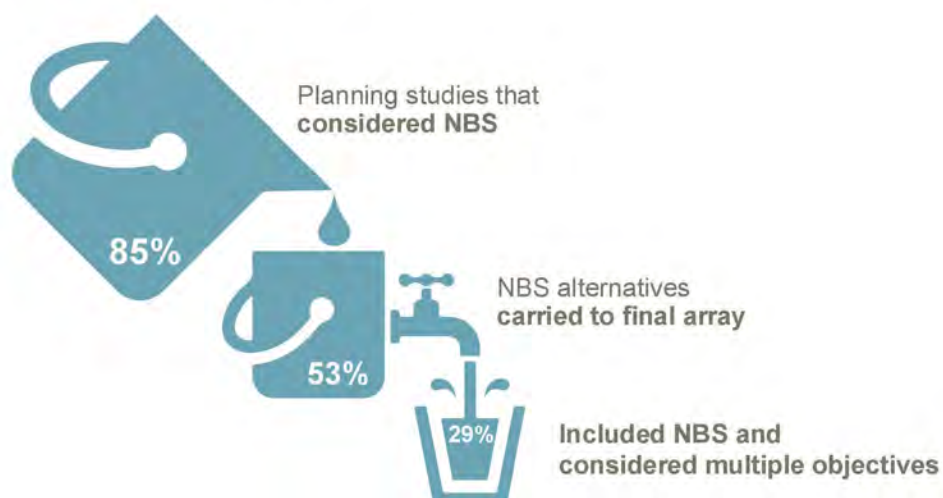 Planning studies that
considered NBS
85%
NBS alternatives
carried to final array
53%
29%
Included NBS and
considered multiple objectives